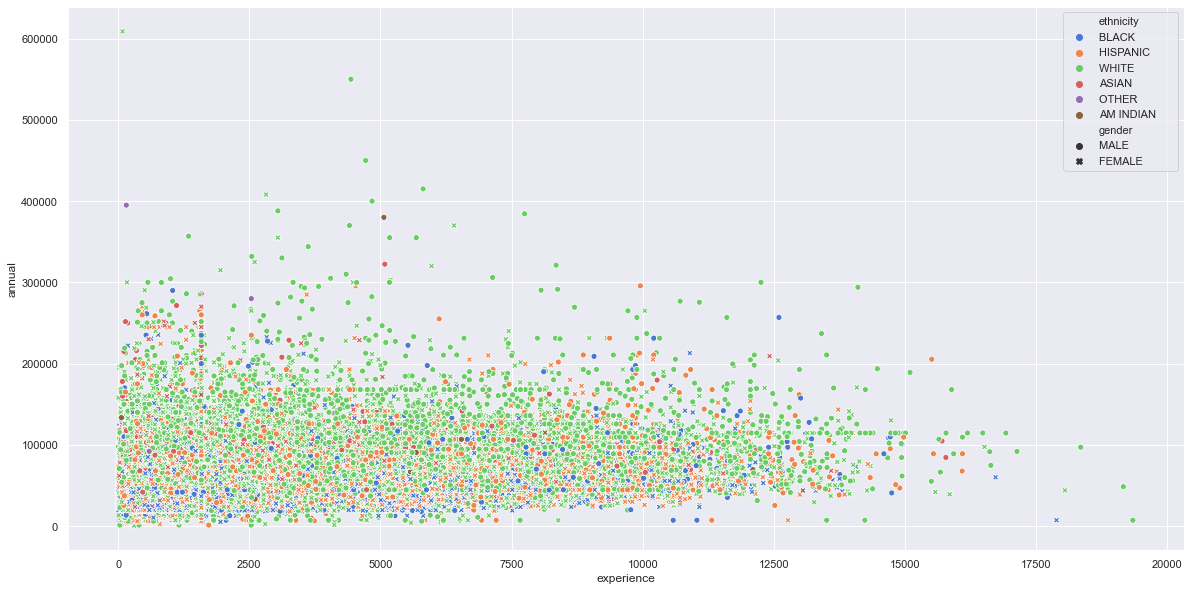 600000
500000
400000
300000
200000
100000
0
annual
0
2500
5000
7500
10000
12500
15000
17500
20000
experience
ethnicity
BLACK
HISPANIC
WHITE
ASIAN
OTHER
AM INDIAN
gender
MALE
FEMALE